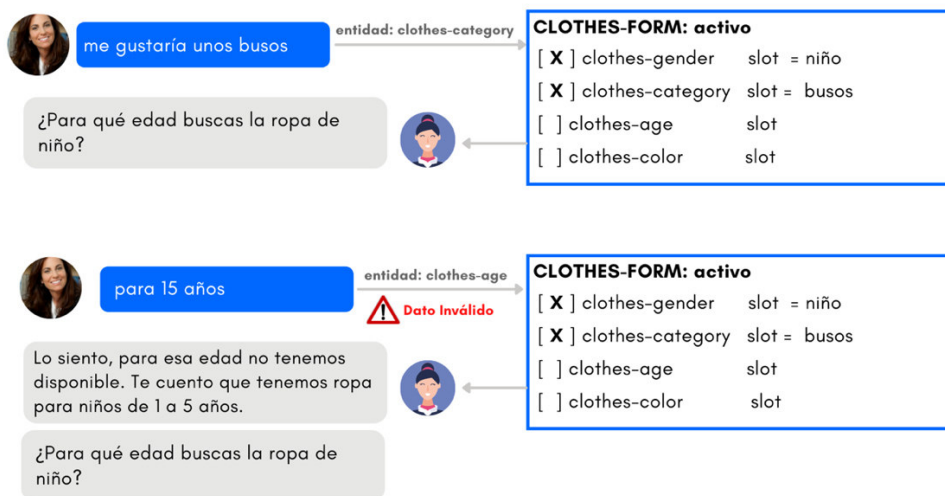 me gustaría unos busos
entidad: clothes-category
CLOTHES-FORM: activo
[ X ] clothes-gender slot = niño
[ X ] clothes-category slot = busos
[ ] clothes-age slot
[ ] clothes-color slot
¿Para qué edad buscas la ropa de
niño?
para 15 años
entidad: clothes-age
Dato Inválido
CLOTHES-FORM: activo
[ X ] clothes-gender slot = niño
[ X ] clothes-category slot = busos
[ ] clothes-age slot
[ ] clothes-color slot
Lo siento, para esa edad no tenemos
disponible. Te cuento que tenemos ropa
para niños de 1 a 5 años.
¿Para qué edad buscas la ropa de
niño?